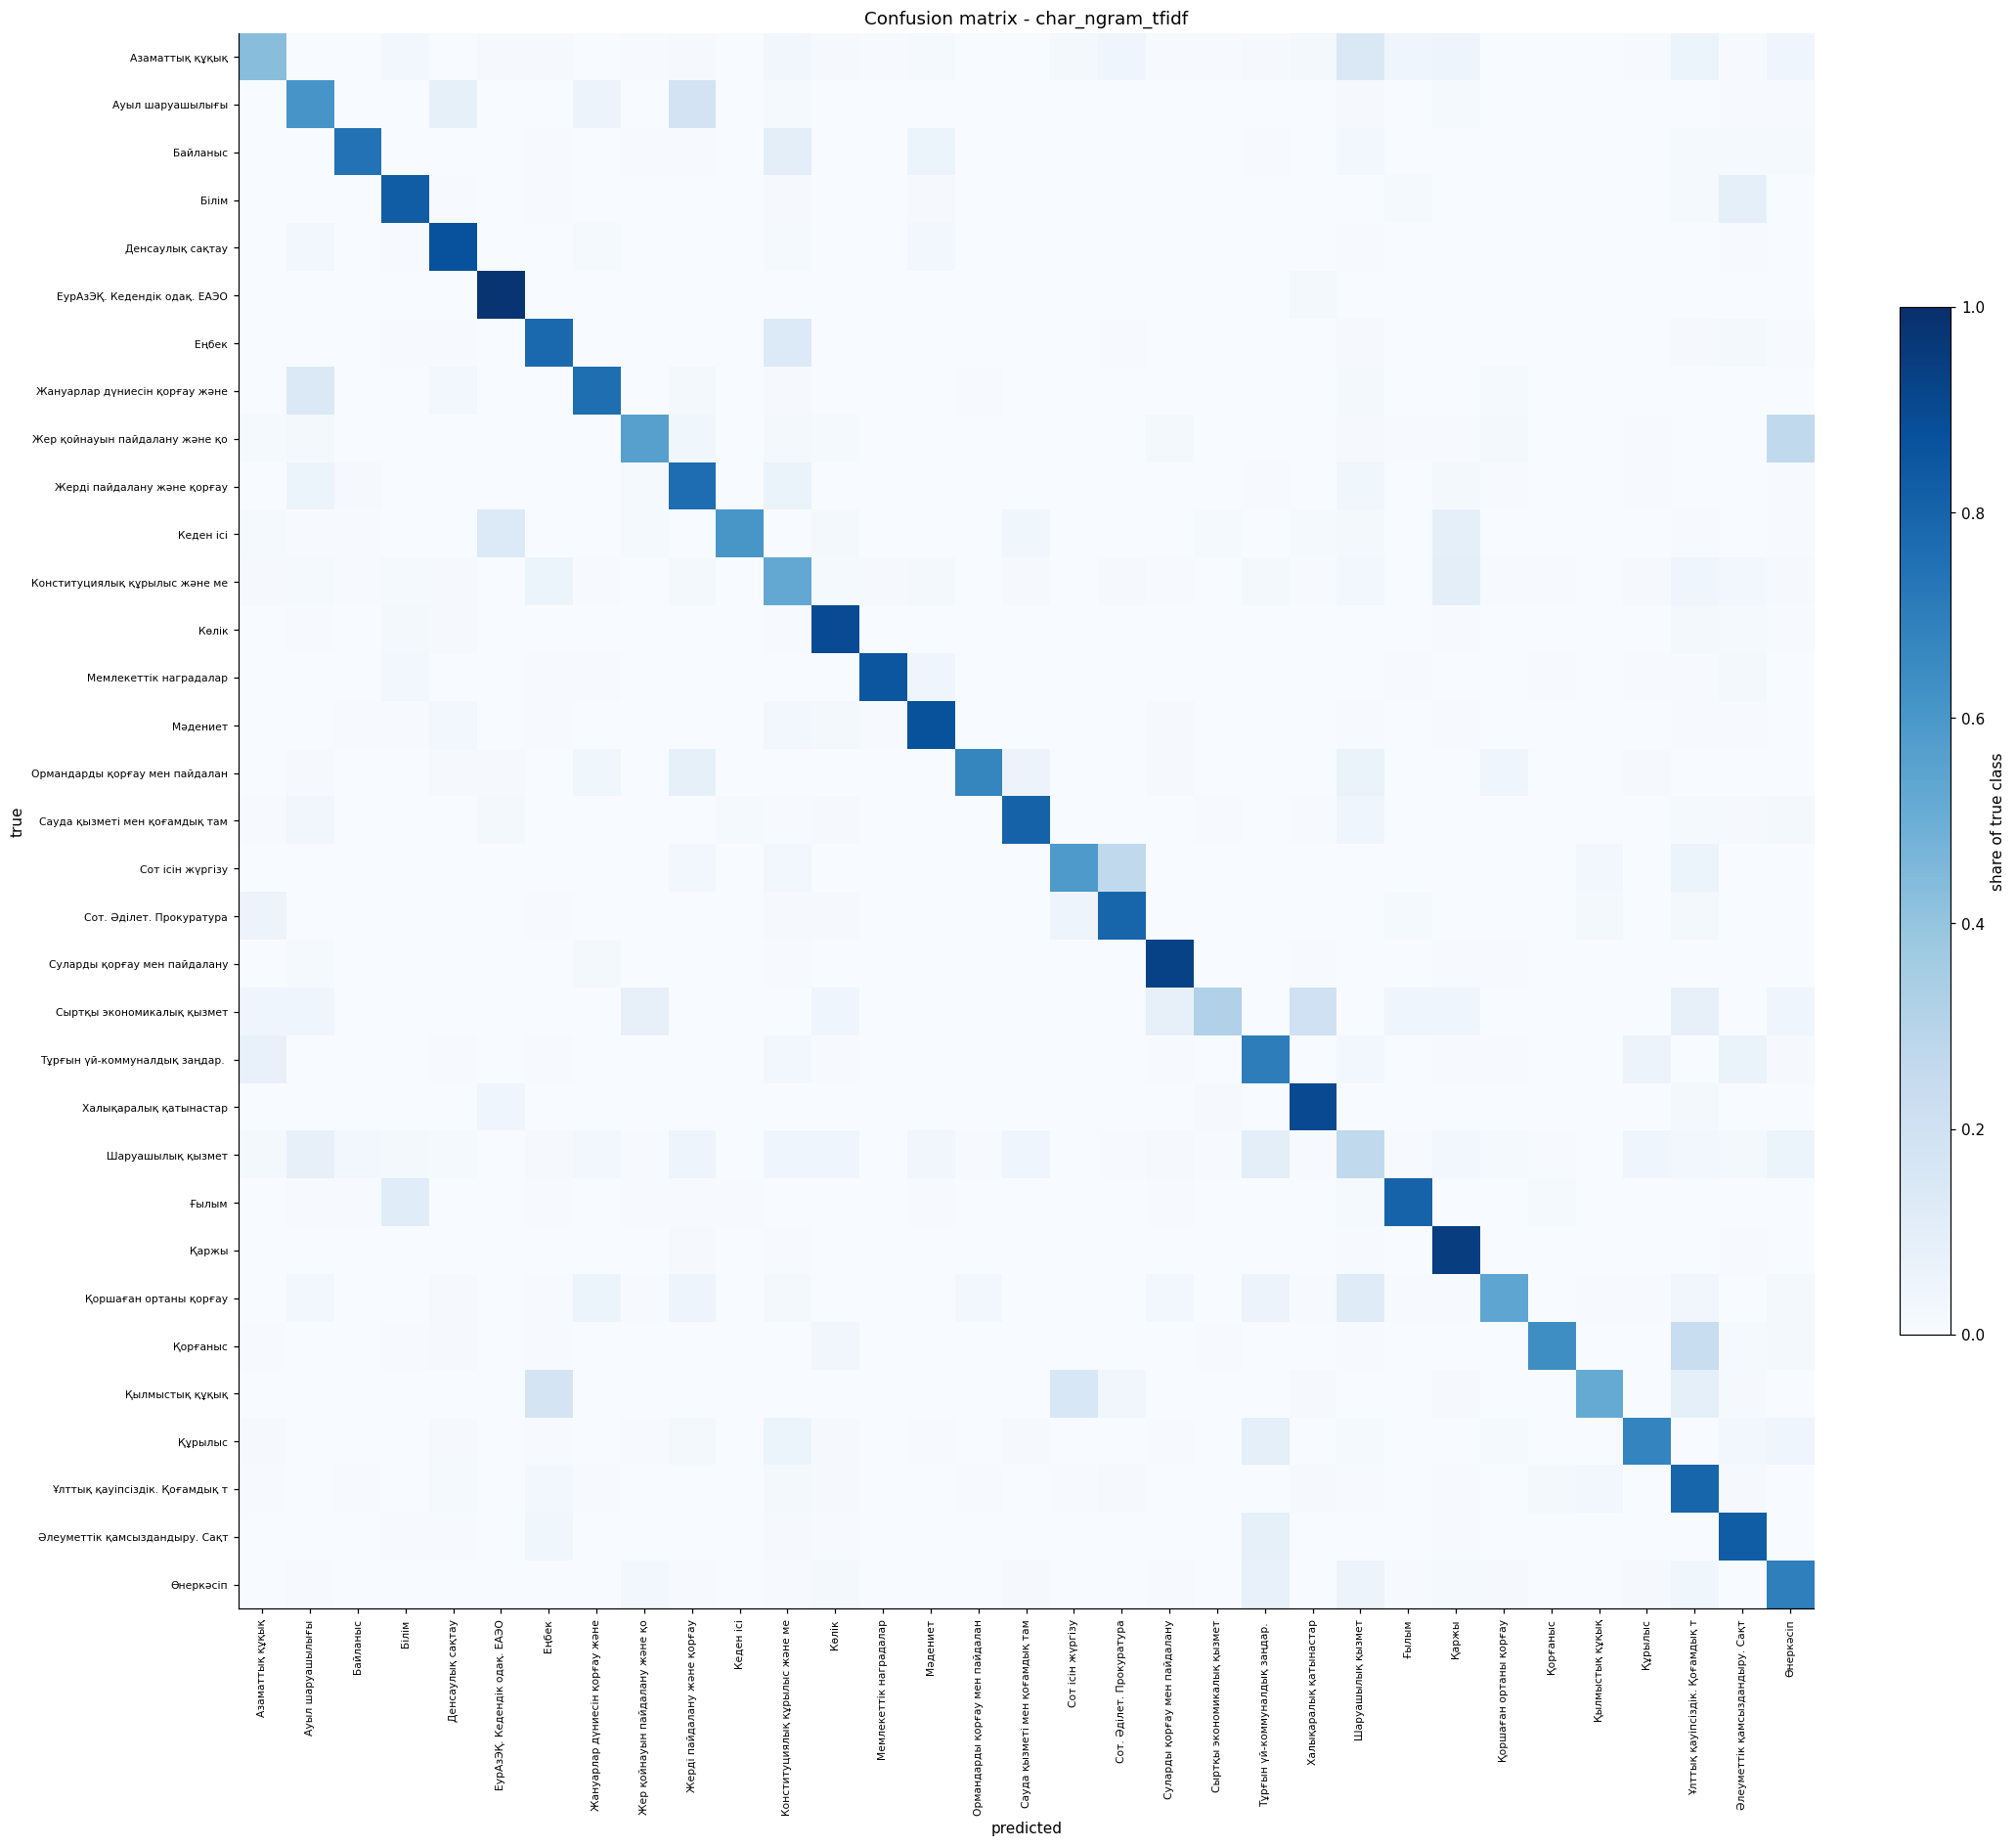 Confusion matrix - char_ngram_tfidf
Азаматтық құқық
Ауыл шаруашылығы
Байланыс
Білім
Денсаулық сақтау
ЕурАзЭҚ. Кедендік одақ. ЕАЭО
Еңбек
Жануарлар дүниесін қорғау және
Жер қойнауын пайдалану және қо
Жерді пайдалану және қорғау
Кеден ісі
Конституциялық құрылыс және ме
Көлік
Мемлекеттік наградалар
Мәдениет
Ормандарды қорғау мен пайдалан
Сауда қызметі мен қоғамдық там
Сот ісін жүргізу
Сот. Әділет. Прокуратура
Суларды қорғау мен пайдалану
Сыртқы экономикалық қызмет
Тұрғын үй-коммуналдық заңдар.
Халықаралық қатынастар
Шаруашылық қызмет
Ғылым
Қаржы
Қоршаған ортаны қорғау
Қорғаныс
Қылмыстық құқық
Құрылыс
Ұлттық қауіпсіздік. Қоғамдық т
Әлеуметтік қамсыздандыру. Сақт
Өнеркәсіп
true
Азаматтық құқық
Ауыл шаруашылығы
Байланыс
Білім
Денсаулық сақтау
ЕурАзЭҚ. Кедендік одақ. ЕАЭО
Еңбек
Жануарлар дүниесін қорғау және
Жер қойнауын пайдалану және қо
Жерді пайдалану және қорғау
Кеден ісі
Конституциялық құрылыс және ме
Көлік
Мемлекеттік наградалар
Мәдениет
Ормандарды қорғау мен пайдалан
Сауда қызметі мен қоғамдық там
Сот ісін жүргізу
Сот. Әділет. Прокуратура
Суларды қорғау мен пайдалану
Сыртқы экономикалық қызмет
Тұрғын үй-коммуналдық заңдар.
Халықаралық қатынастар
Шаруашылық қызмет
Ғылым
Қаржы
Қоршаған ортаны қорғау
Қорғаныс
Қылмыстық құқық
Құрылыс
Ұлттық қауіпсіздік. Қоғамдық т
Әлеуметтік қамсыздандыру. Сақт
Өнеркәсіп
predicted
1.0
0.8
0.6
0.4
0.2
0.0
share of true class